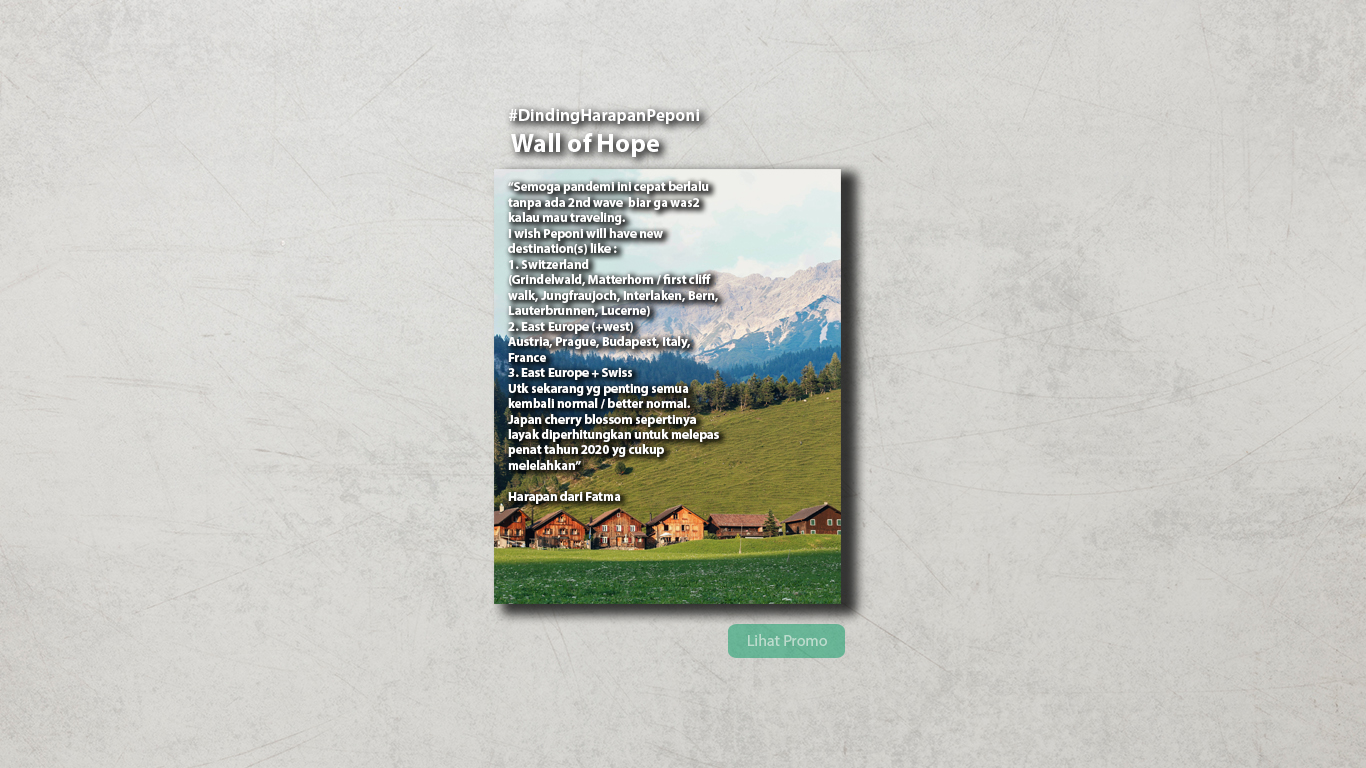 #DindingHarapanPeponi
Wall of Hope
“Semoga pandemi ini cepat berlalu
tanpa ada 2nd wave  biar ga was2
kalau mau traveling.
I wish Peponi will have new
destination(s) like :
1. Switzerland
(Grindelwald, Matterhorn / first cliff
walk, Jungfraujoch, Interlaken, Bern,
Lauterbrunnen, Lucerne)
2. East Europe (+west)
Austria, Prague, Budapest, Italy,
France
3. East Europe + Swiss
Utk sekarang yg penting semua
kembali normal / better normal.
Japan cherry blossom sepertinya
layak diperhitungkan untuk melepas
penat tahun 2020 yg cukup
melelahkan”
Harapan dari Fatma
Lihat Promo